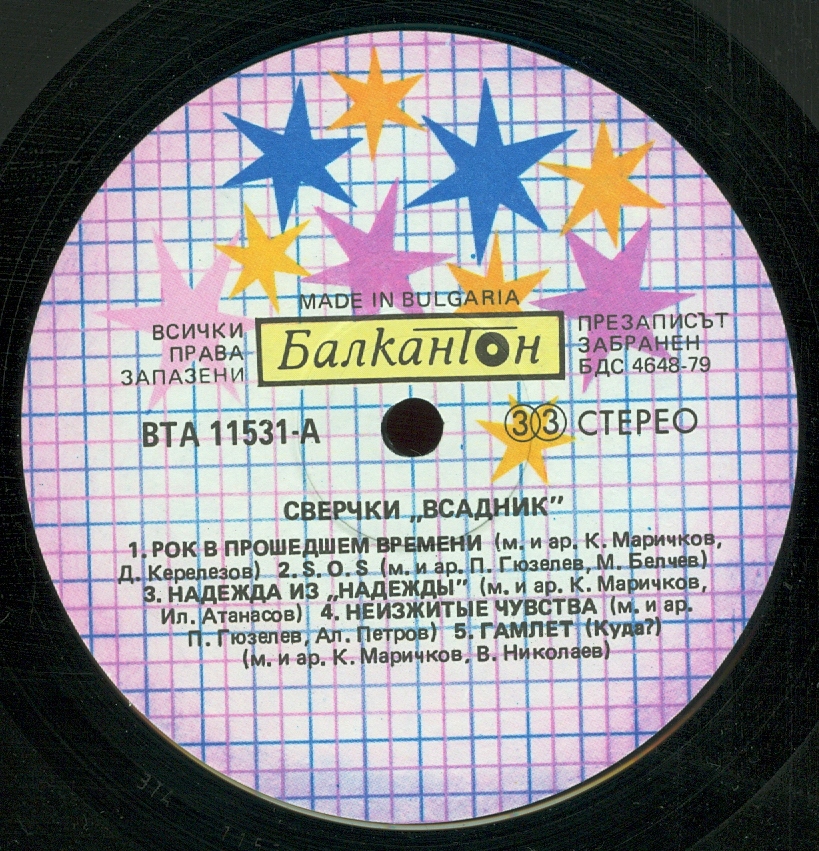 MADE IN BULGARIA
ВСИЧКИ
ПРАВА
ЗАПАЗЕНИ
Балкантон
ПРЕЗАПИСЪТ
ЗАБРАНЕН
БДС 4648-79
ВТА 11531-А
33 СТЕРЕО
СВЕРЧКИ „ВСАДНИК”
1. РОК В ПРОШЕДШЕМ ВРЕМЕНИ (м. и ар. К. Маричков,
Д. Керелезов) 2. S. O. S (м. и ар. П. Гюзелев, М. Белчев)
3. НАДЕЖДА ИЗ „НАДЕЖДЫ” (м. и ар. К. Маричков,
Ил. Атанасов) 4. НЕИЗЖИТЫЕ ЧУВСТВА (м. и ар.
П. Гюзелев, Ал. Петров) 5. ГАМЛЕТ (Куда?)
(м. и ар. К. Маричков, В. Николаев)